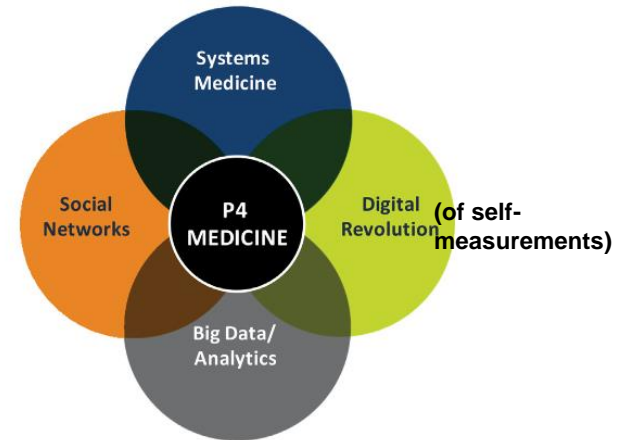 Systems
Medicine
Social
Networks
P4
MEDICINE
Digital
Revolution
(of self-
measurements)
Big Data/
Analytics